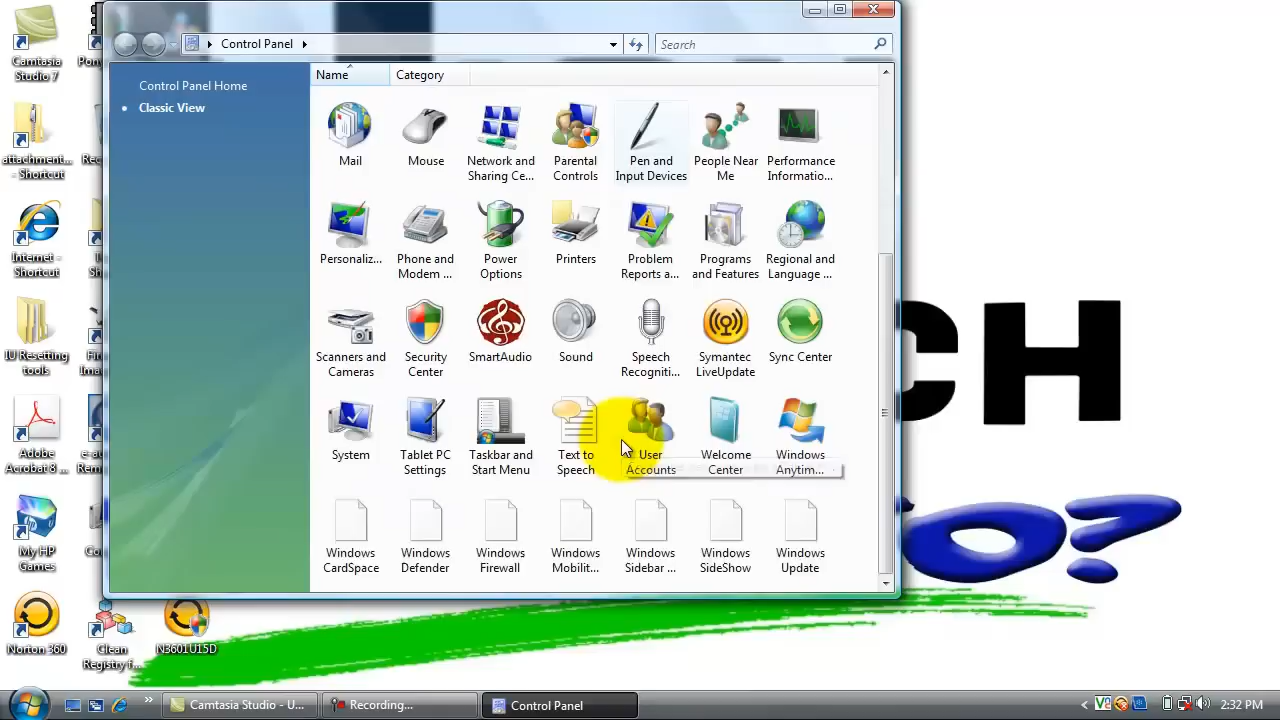 Camtasia
Studio 7
attachment...
- Shortcut
Internet -
Shortcut
IU Resetting
tools
Adobe
Acrobat 8 ...
My HP
Games
Norton 360
Clean
Registry f...
N3601U15D
Control Panel
Search
Control Panel Home
Classic View
Name
Category
Mail
Mouse
Network and
Sharing Ce...
Parental
Controls
Pen and
Input Devices
People Near
Me
Performance
Informatio...
Personaliz...
Phone and
Modem ...
Power
Options
Printers
Problem
Reports a...
Programs
and Features
Regional and
Language ...
Scanners and
Cameras
Security
Center
SmartAudio
Sound
Speech
Recogniti...
Symantec
LiveUpdate
Sync Center
System
Tablet PC
Settings
Taskbar and
Start Menu
Text to
Speech
User
Accounts
Welcome
Center
Windows
Anytim...
Windows
CardSpace
Windows
Defender
Windows
Firewall
Windows
Mobilit...
Windows
Sidebar ...
Windows
SideShow
Windows
Update
CH
O?
Camtasia Studio - U...
Recording...
Control Panel
2:32 PM